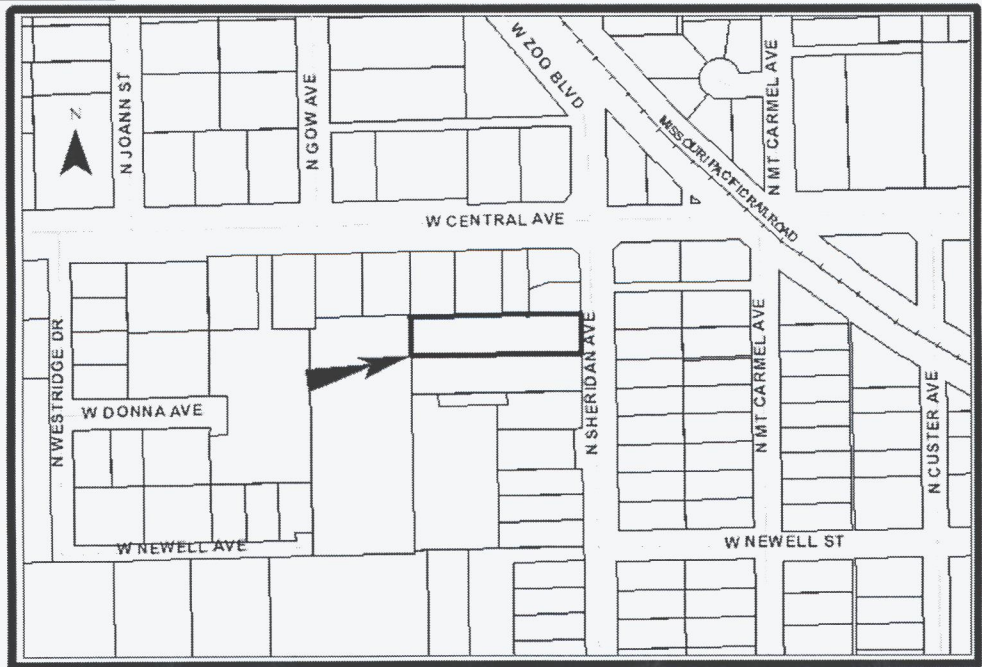 W ZOO BLVD
N MT CARMEL AVE
N JOANN ST
N GOW AVE
N
MISSOURI PACIFIC RAILROAD
W CENTRAL AVE
N WESTRIDGE DR
N SHERIDAN AVE
N MT CARMEL AVE
N CUSTER AVE
W DONNA AVE
W NEWELL AVE
W NEWELL ST